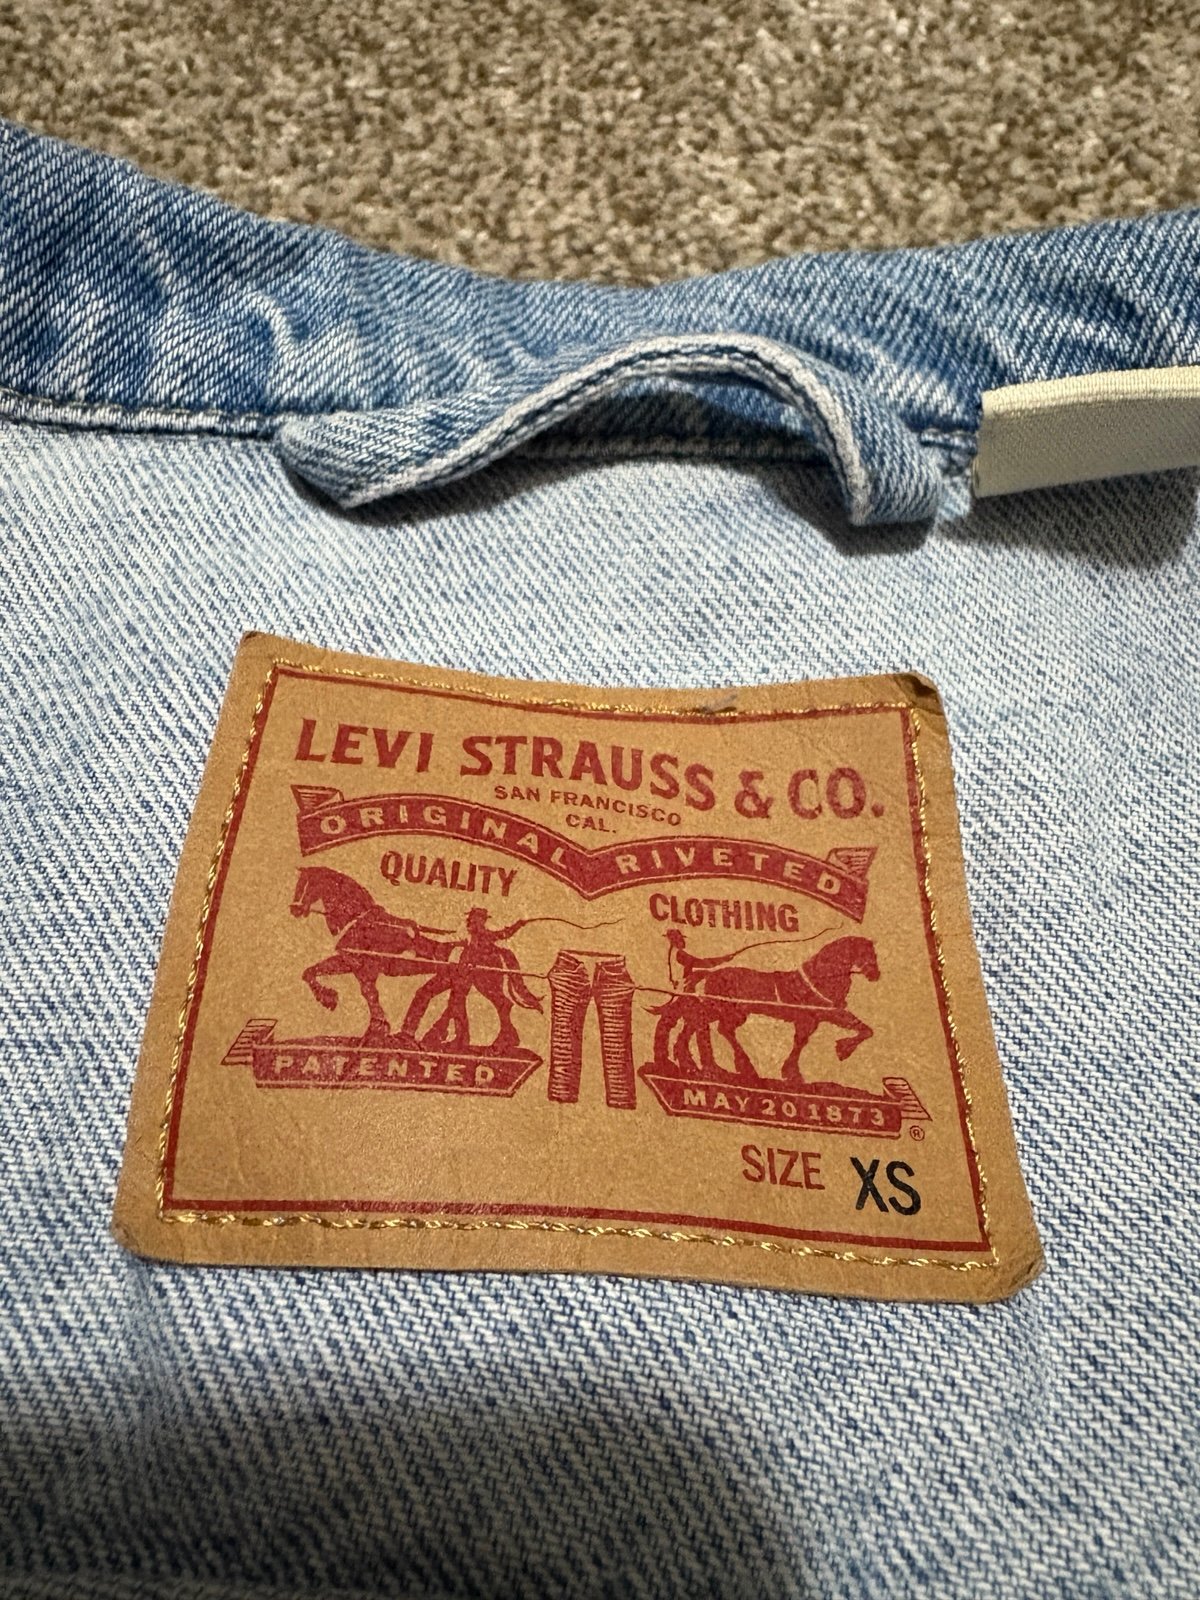 LEVI STRAUSS & CO.
SAN FRANCISCO
CAL.
ORIGINAL RIVETED
QUALITY CLOTHING
PATENTED
MAY 20 1873
®
SIZE XS